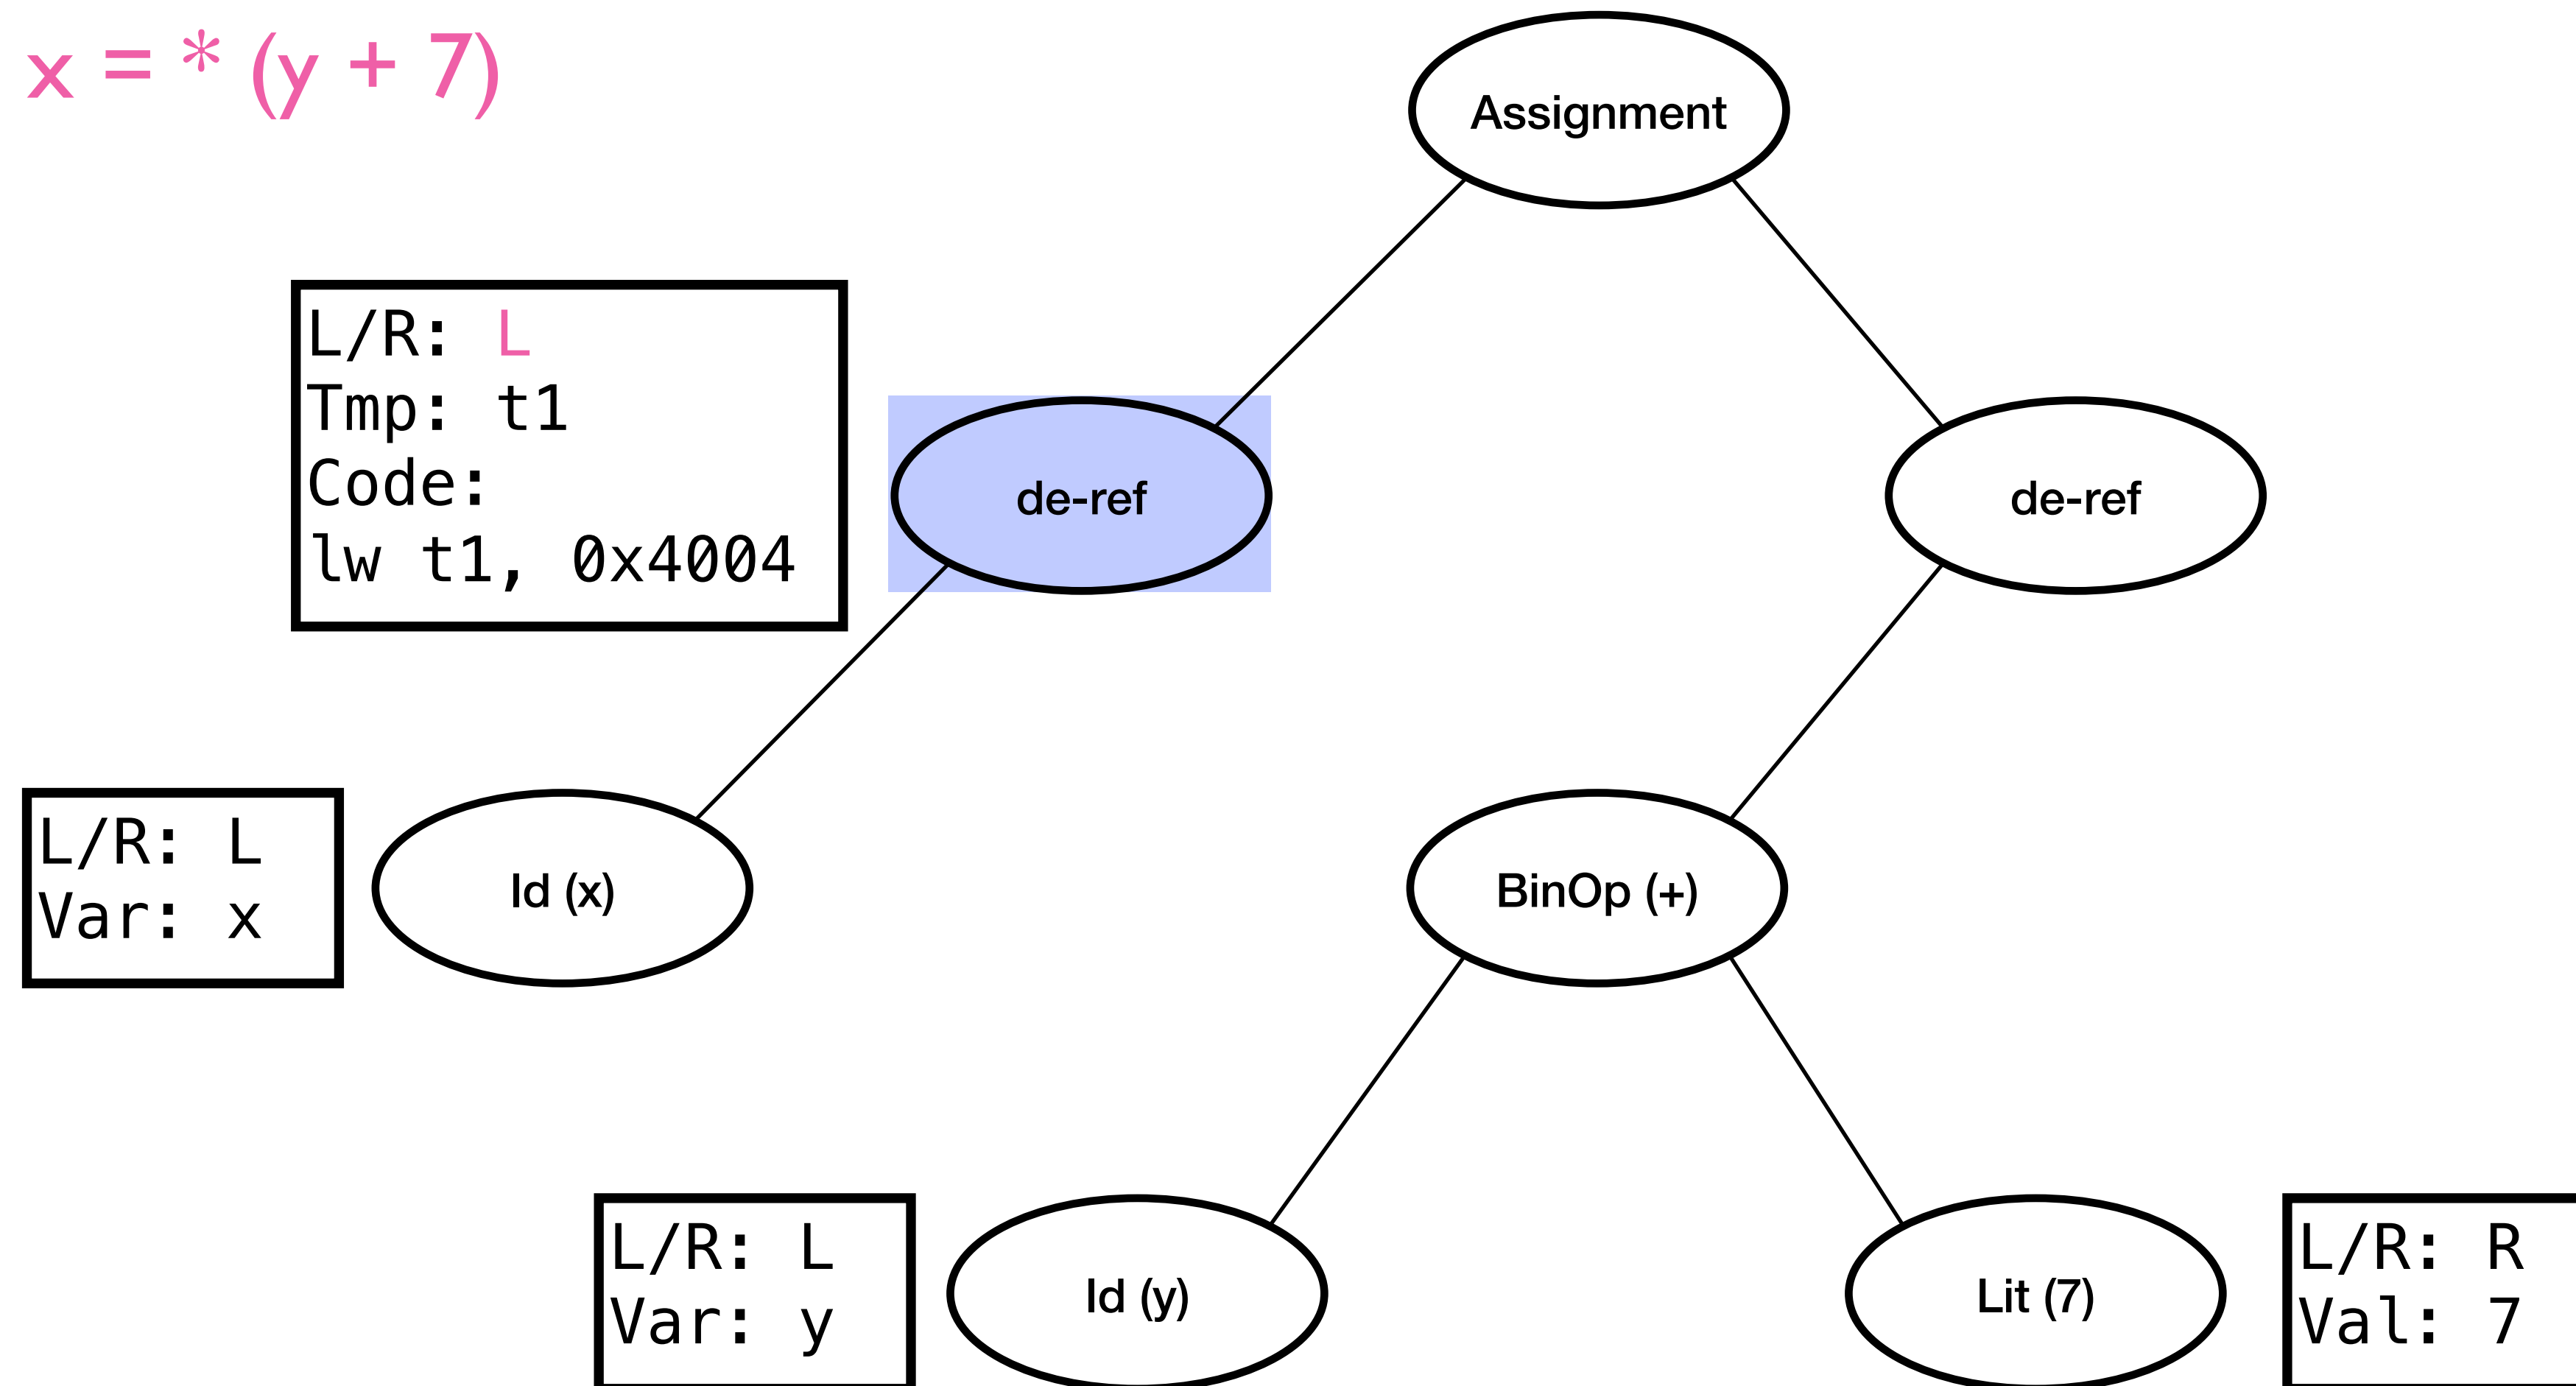 x = * (y + 7)
Assignment
L/R: L
Tmp: t1
Code:
lw t1, 0x4004
de-ref
de-ref
L/R: L
Var: x
Id (x)
BinOp (+)
L/R: L
Var: y
Id (y)
Lit (7)
L/R: R
Val: 7